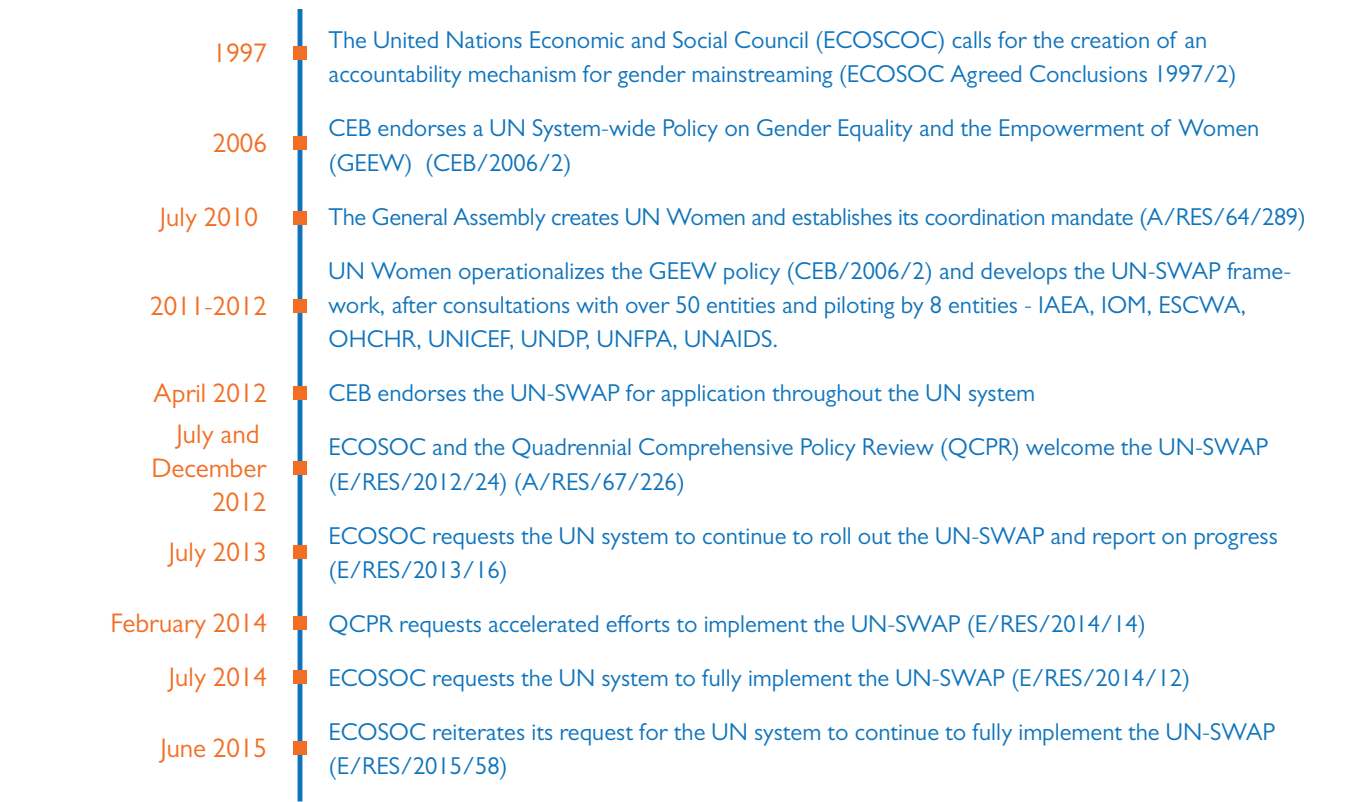 1997
The United Nations Economic and Social Council (ECOSCOC) calls for the creation of an
accountability mechanism for gender mainstreaming (ECOSOC Agreed Conclusions 1997/2)
2006
CEB endorses a UN System-wide Policy on Gender Equality and the Empowerment of Women
(GEEW) (CEB/2006/2)
July 2010
The General Assembly creates UN Women and establishes its coordination mandate (A/RES/64/289)
2011-2012
UN Women operationalizes the GEEW policy (CEB/2006/2) and develops the UN-SWAP frame-
work, after consultations with over 50 entities and piloting by 8 entities - IAEA, IOM, ESCWA,
OHCHR, UNICEF, UNDP, UNFPA, UNAIDS.
April 2012
CEB endorses the UN-SWAP for application throughout the UN system
July and
December
2012
ECOSOC and the Quadrennial Comprehensive Policy Review (QCPR) welcome the UN-SWAP
(E/RES/2012/24) (A/RES/67/226)
July 2013
ECOSOC requests the UN system to continue to roll out the UN-SWAP and report on progress
(E/RES/2013/16)
February 2014
QCPR requests accelerated efforts to implement the UN-SWAP (E/RES/2014/14)
July 2014
ECOSOC requests the UN system to fully implement the UN-SWAP (E/RES/2014/12)
June 2015
ECOSOC reiterates its request for the UN system to continue to fully implement the UN-SWAP
(E/RES/2015/58)